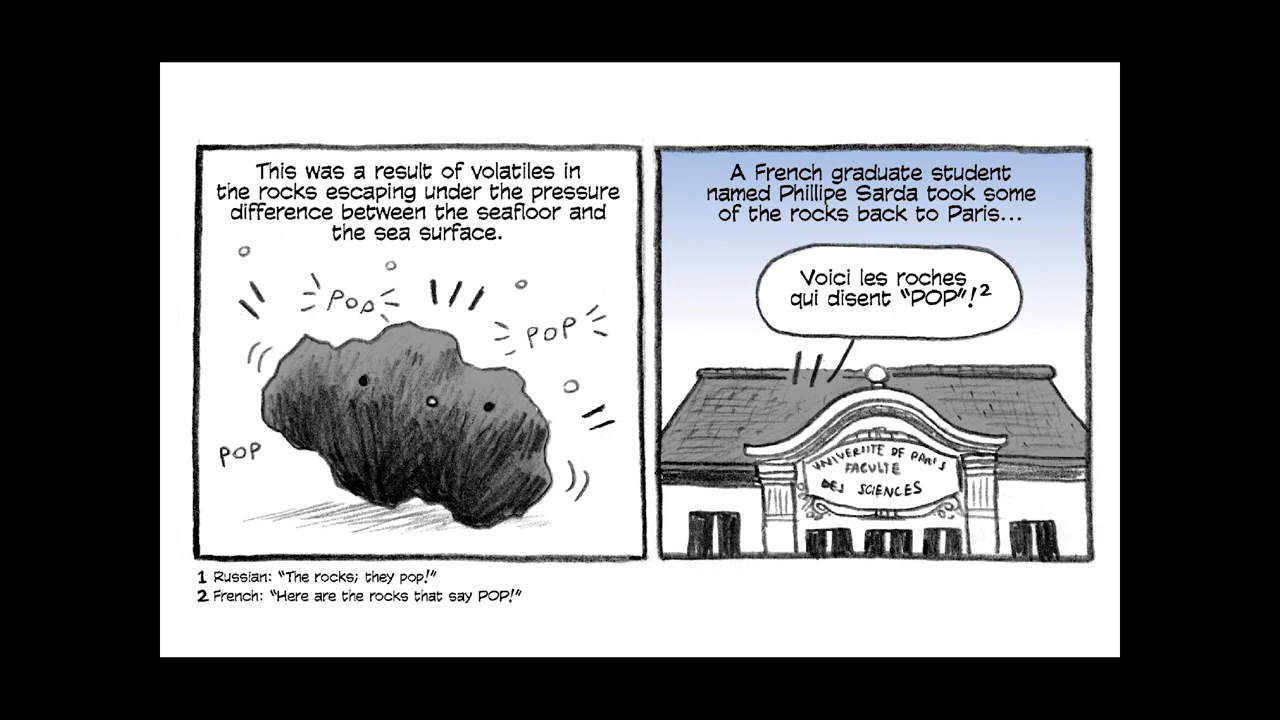 This was a result of volatiles in
the rocks escaping under the pressure
difference between the seafloor and
the sea surface.
POP
POP
POP
A French graduate student
named Phillipe Sarda took some
of the rocks back to Paris...
Voici les roches
qui disent “POP”!²
UNIVERIITE DE PARIS
FACULTE
DES SCIENCES
1 Russian: “The rocks; they pop!”
2 French: “Here are the rocks that say POP!”